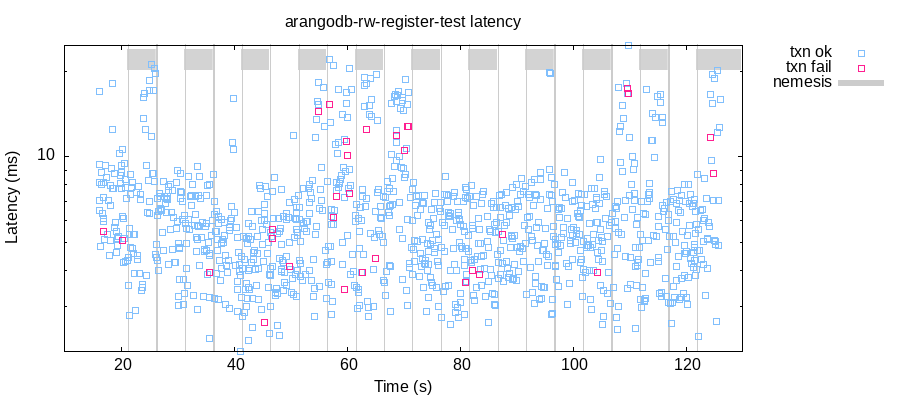 arangodb-rw-register-test latency
txn ok
txn fail
nemesis
10
Latency (ms)
20 40 60 80 100 120
Time (s)